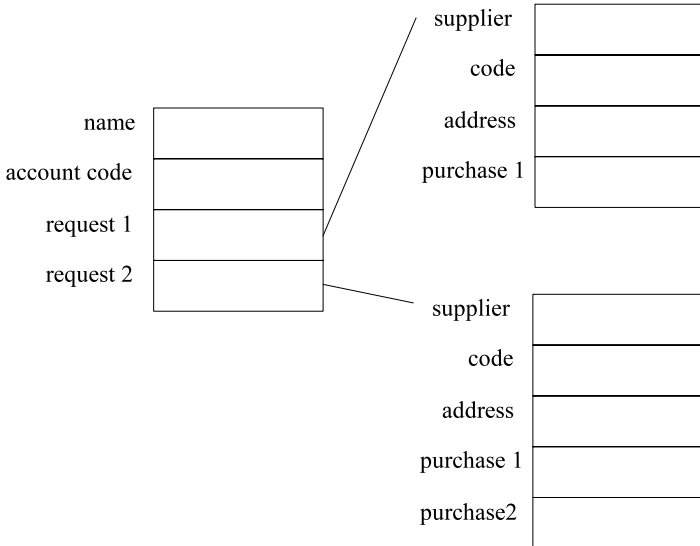 name
account code
request 1
request 2
supplier
code
address
purchase 1
supplier
code
address
purchase 1
purchase2